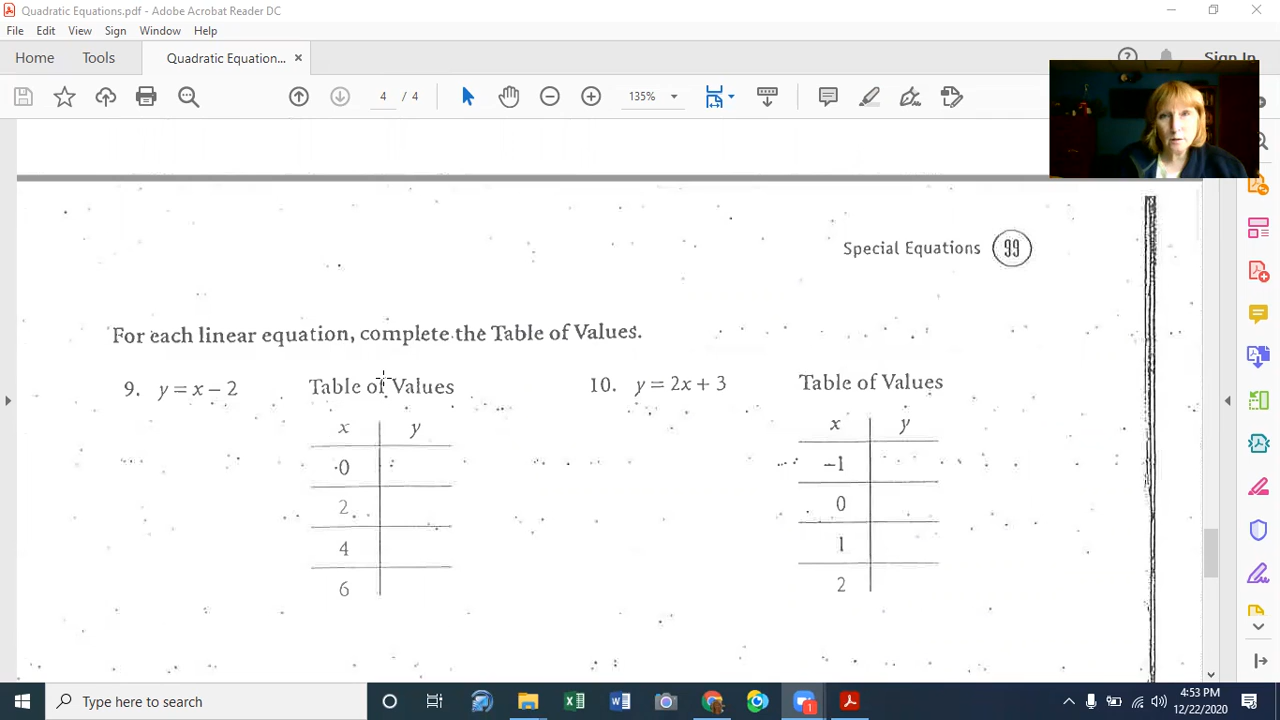 Quadratic Equations.pdf - Adobe Acrobat Reader DC
File Edit View Sign Window Help
Home Tools Quadratic Equation... × ? Sign In
4 / 4 135%
Special Equations 99
For each linear equation, complete the Table of Values.
9. y = x − 2 Table of Values
x y
0
2
4
6
10. y = 2x + 3 Table of Values
x y
−1
0
1
2
Type here to search
1
4:53 PM
12/22/2020